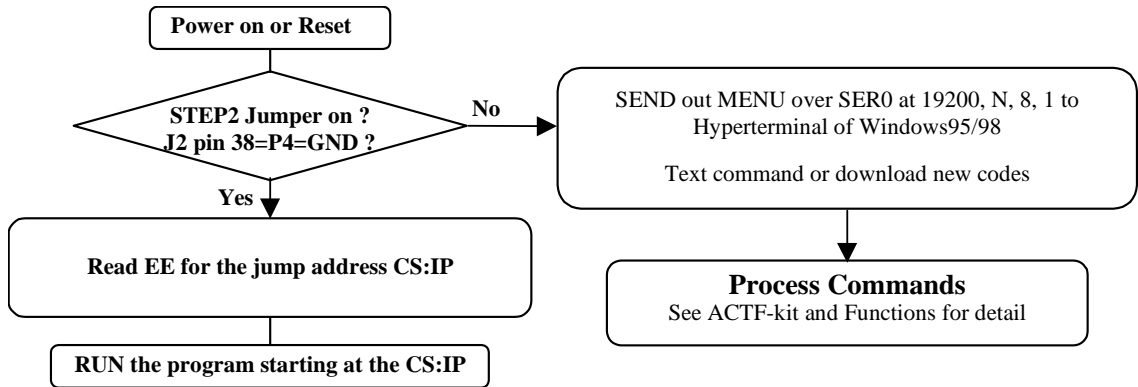 Power on or Reset
STEP2 Jumper on ?
J2 pin 38=P4=GND ?
No
Yes
SEND out MENU over SER0 at 19200, N, 8, 1 to
Hyperterminal of Windows95/98
Text command or download new codes
Read EE for the jump address CS:IP
Process Commands
See ACTF-kit and Functions for detail
RUN the program starting at the CS:IP